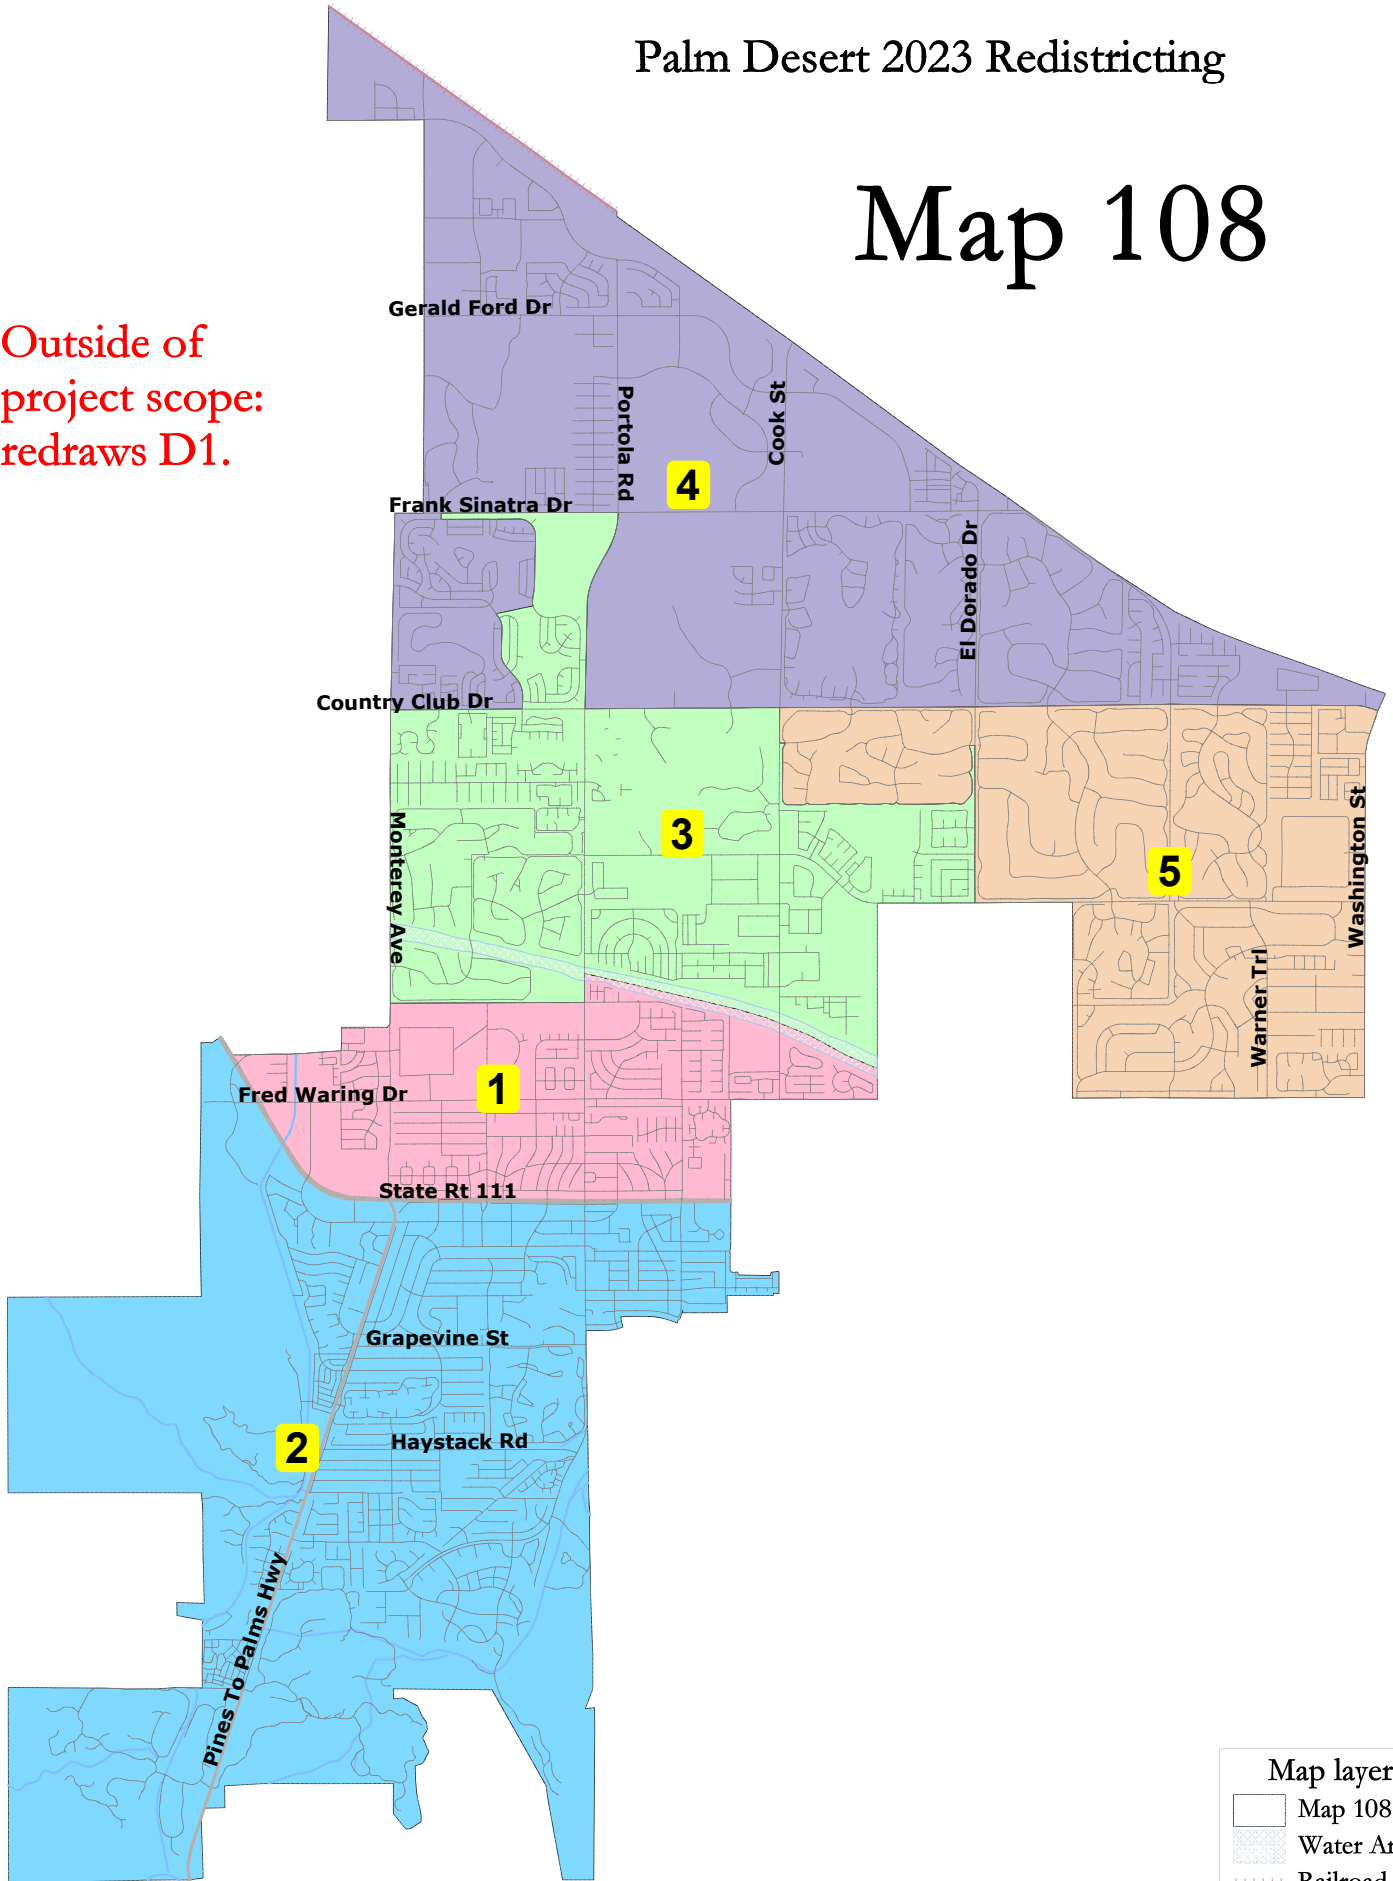 Palm Desert 2023 Redistricting
Map 108
Outside of
project scope:
redraws D1.
Gerald Ford Dr
Portola Rd
Cook St
4
Frank Sinatra Dr
El Dorado Dr
Country Club Dr
Monterey Ave
3
5
Washington St
Warner Trl
1
Fred Waring Dr
State Rt 111
Grapevine St
2
Haystack Rd
Pines To Palms Hwy
Map layer
Map 108
Water Ar
Railroad